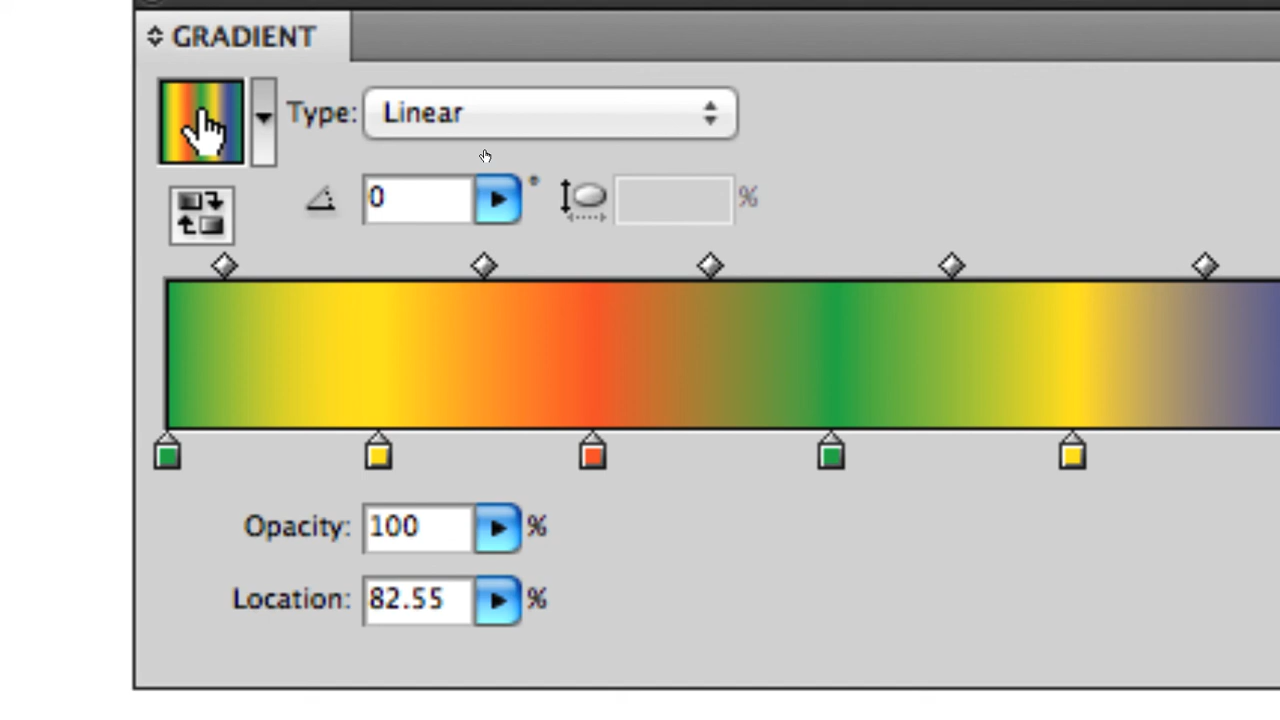 GRADIENT
Type: Linear
0 ° %
Opacity: 100 %
Location: 82.55 %